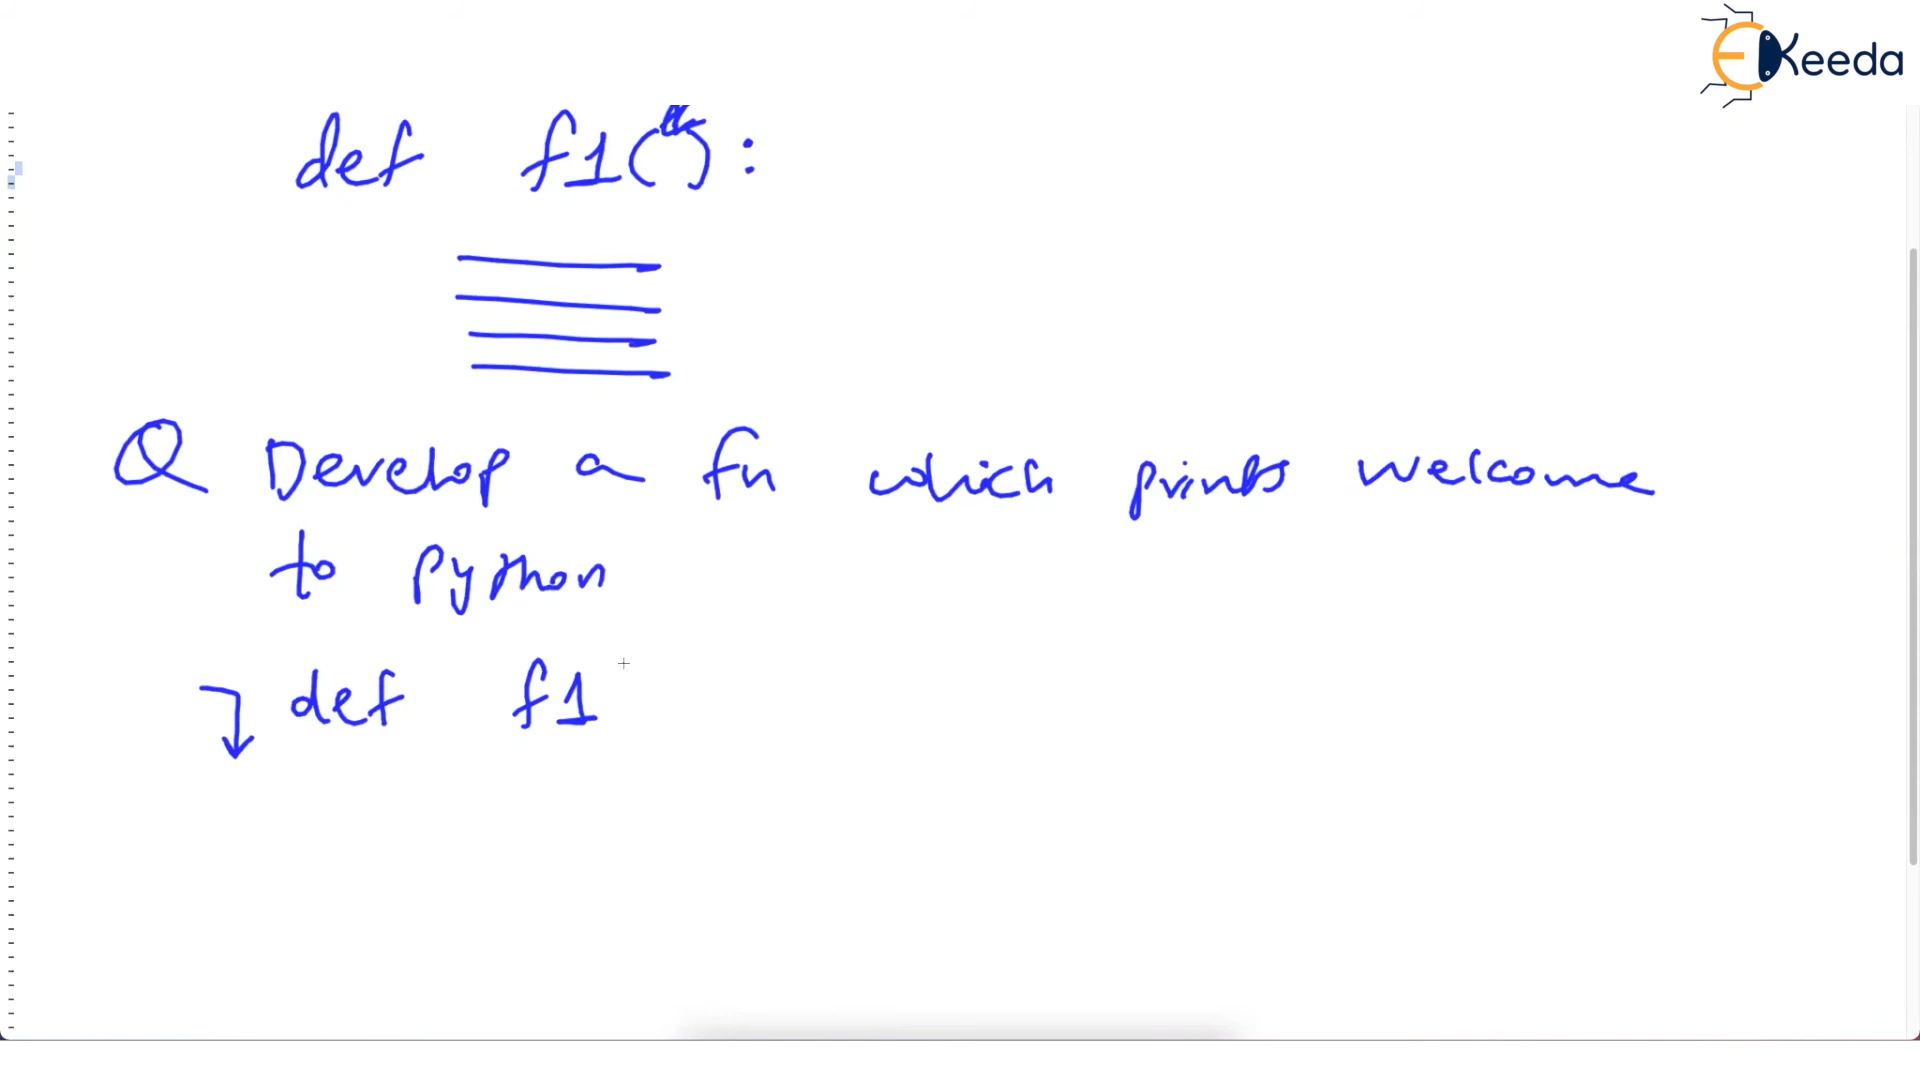 EKeeda
def f1():
Q Develop a fn which prints welcome
to Python
def f1